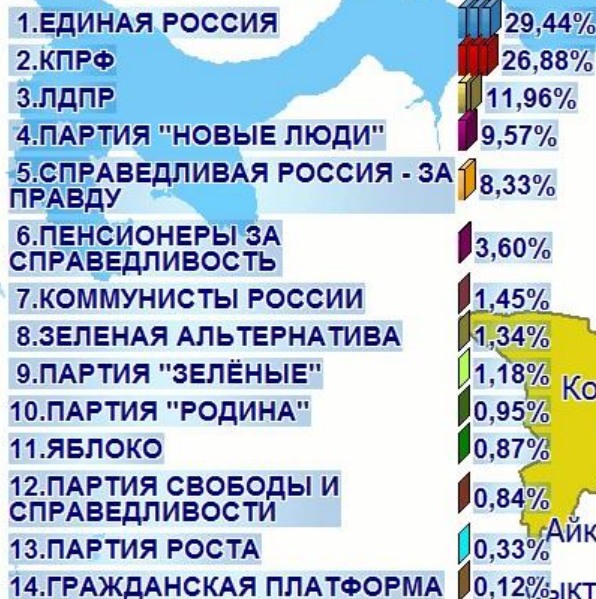 1.ЕДИНАЯ РОССИЯ 29,44%
2.КПРФ 26,88%
3.ЛДПР 11,96%
4.ПАРТИЯ "НОВЫЕ ЛЮДИ" 9,57%
5.СПРАВЕДЛИВАЯ РОССИЯ - ЗА
ПРАВДУ 8,33%
6.ПЕНСИОНЕРЫ ЗА
СПРАВЕДЛИВОСТЬ 3,60%
7.КОММУНИСТЫ РОССИИ 1,45%
8.ЗЕЛЕНАЯ АЛЬТЕРНАТИВА 1,34%
9.ПАРТИЯ "ЗЕЛЁНЫЕ" 1,18%
Ко
10.ПАРТИЯ "РОДИНА" 0,95%
11.ЯБЛОКО 0,87%
12.ПАРТИЯ СВОБОДЫ И
СПРАВЕДЛИВОСТИ 0,84%
Айк
13.ПАРТИЯ РОСТА 0,33%
14.ГРАЖДАНСКАЯ ПЛАТФОРМА 0,12%